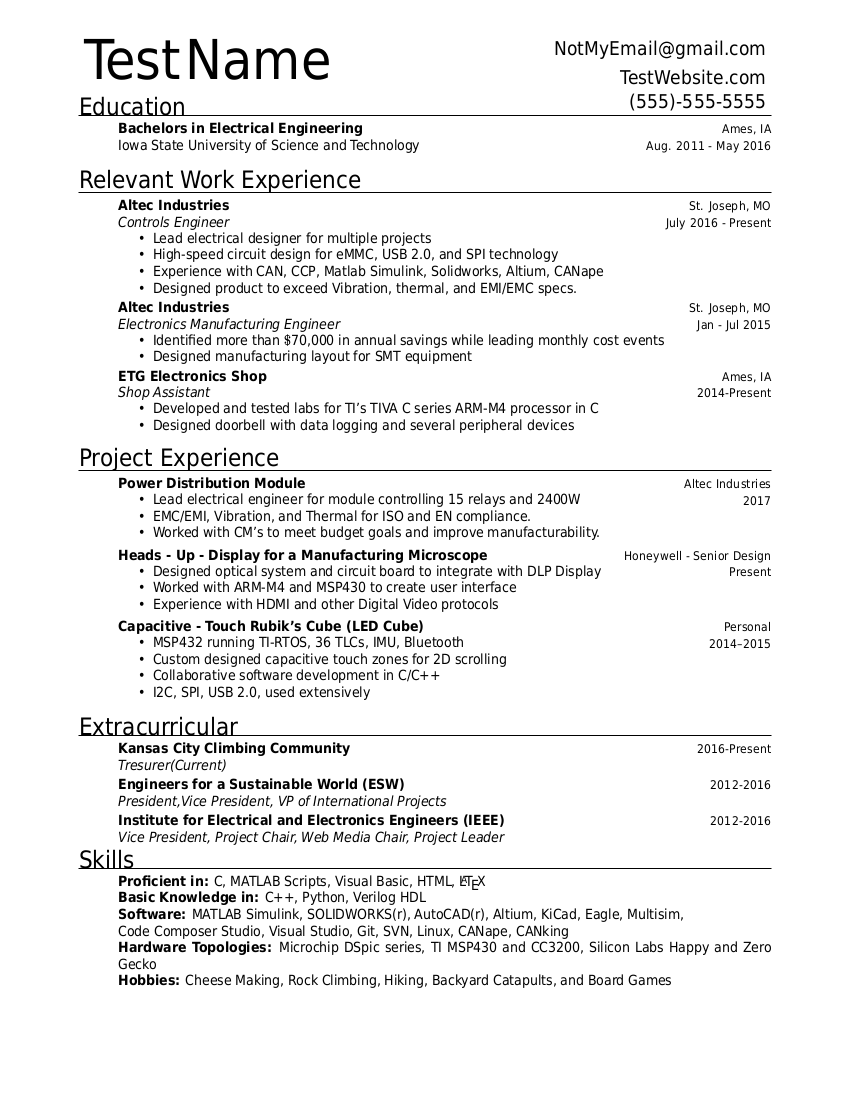 Test Name
NotMyEmail@gmail.com
TestWebsite.com
(555)-555-5555
Education
Bachelors in Electrical Engineering Ames, IA
Iowa State University of Science and Technology Aug. 2011 - May 2016
Relevant Work Experience
Altec Industries St. Joseph, MO
Controls Engineer July 2016 - Present
• Lead electrical designer for multiple projects
• High-speed circuit design for eMMC, USB 2.0, and SPI technology
• Experience with CAN, CCP, Matlab Simulink, Solidworks, Altium, CANape
• Designed product to exceed Vibration, thermal, and EMI/EMC specs.
Altec Industries St. Joseph, MO
Electronics Manufacturing Engineer Jan - Jul 2015
• Identified more than $70,000 in annual savings while leading monthly cost events
• Designed manufacturing layout for SMT equipment
ETG Electronics Shop Ames, IA
Shop Assistant 2014-Present
• Developed and tested labs for TI’s TIVA C series ARM-M4 processor in C
• Designed doorbell with data logging and several peripheral devices
Project Experience
Power Distribution Module Altec Industries
• Lead electrical engineer for module controlling 15 relays and 2400W 2017
• EMC/EMI, Vibration, and Thermal for ISO and EN compliance.
• Worked with CM’s to meet budget goals and improve manufacturability.
Heads - Up - Display for a Manufacturing Microscope Honeywell - Senior Design
• Designed optical system and circuit board to integrate with DLP Display Present
• Worked with ARM-M4 and MSP430 to create user interface
• Experience with HDMI and other Digital Video protocols
Capacitive - Touch Rubik’s Cube (LED Cube) Personal
• MSP432 running TI-RTOS, 36 TLCs, IMU, Bluetooth 2014–2015
• Custom designed capacitive touch zones for 2D scrolling
• Collaborative software development in C/C++
• I2C, SPI, USB 2.0, used extensively
Extracurricular
Kansas City Climbing Community 2016-Present
Tresurer(Current)
Engineers for a Sustainable World (ESW) 2012-2016
President,Vice President, VP of International Projects
Institute for Electrical and Electronics Engineers (IEEE) 2012-2016
Vice President, Project Chair, Web Media Chair, Project Leader
Skills
Proficient in: C, MATLAB Scripts, Visual Basic, HTML, LATEX
Basic Knowledge in: C++, Python, Verilog HDL
Software: MATLAB Simulink, SOLIDWORKS(r), AutoCAD(r), Altium, KiCad, Eagle, Multisim,
Code Composer Studio, Visual Studio, Git, SVN, Linux, CANape, CANking
Hardware Topologies: Microchip DSpic series, TI MSP430 and CC3200, Silicon Labs Happy and Zero
Gecko
Hobbies: Cheese Making, Rock Climbing, Hiking, Backyard Catapults, and Board Games